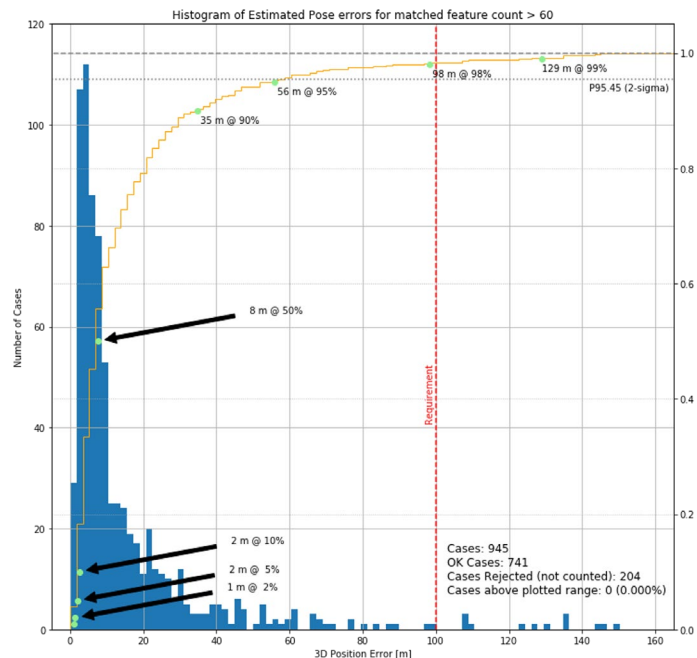 Histogram of Estimated Pose errors for matched feature count > 60
120
100
80
60
40
20
0
Number of Cases
1.0
0.8
0.6
0.4
0.2
0.0
98 m @ 98%
129 m @ 99%
P95.45 (2-sigma)
56 m @ 95%
35 m @ 90%
8 m @ 50%
Requirement
2 m @ 10%
2 m @ 5%
1 m @ 2%
Cases: 945
OK Cases: 741
Cases Rejected (not counted): 204
Cases above plotted range: 0 (0.000%)
0 20 40 60 80 100 120 140 160
3D Position Error [m]